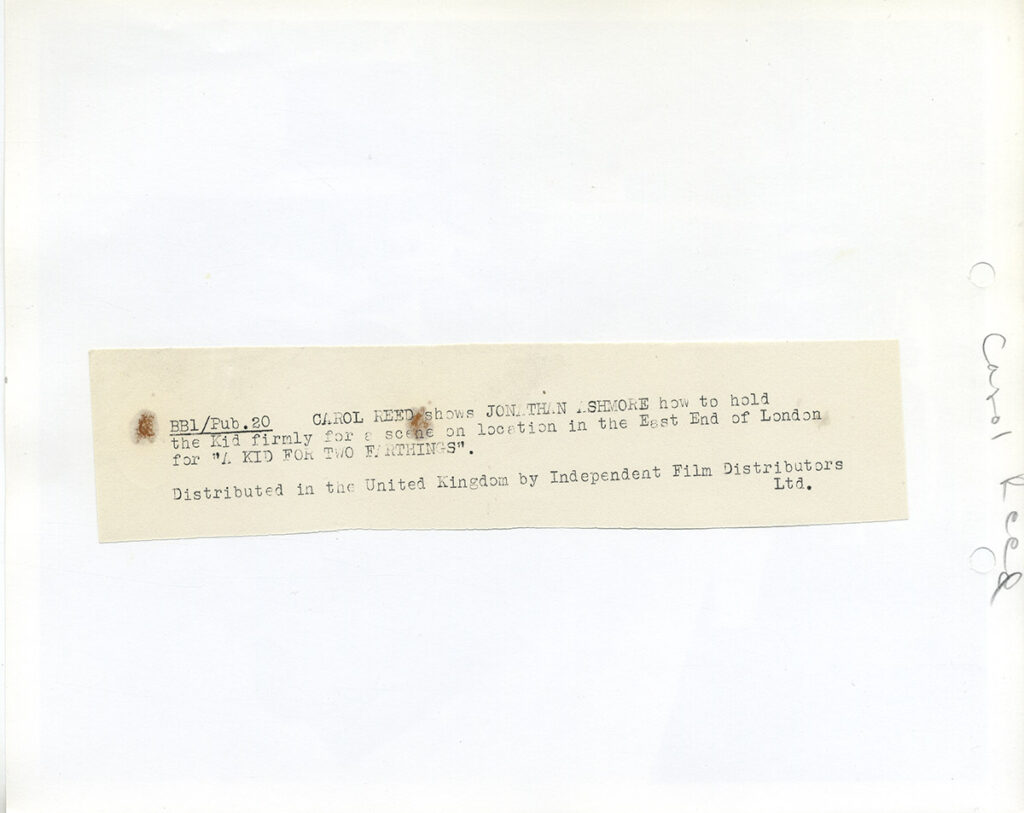 BB1/Pub.20 CAROL REED shows JONATHAN ASHMORE how to hold
the Kid firmly for a scene on location in the East End of London
for "A KID FOR TWO FARTHINGS".
Distributed in the United Kingdom by Independent Film Distributors
Ltd.
Carol Reed